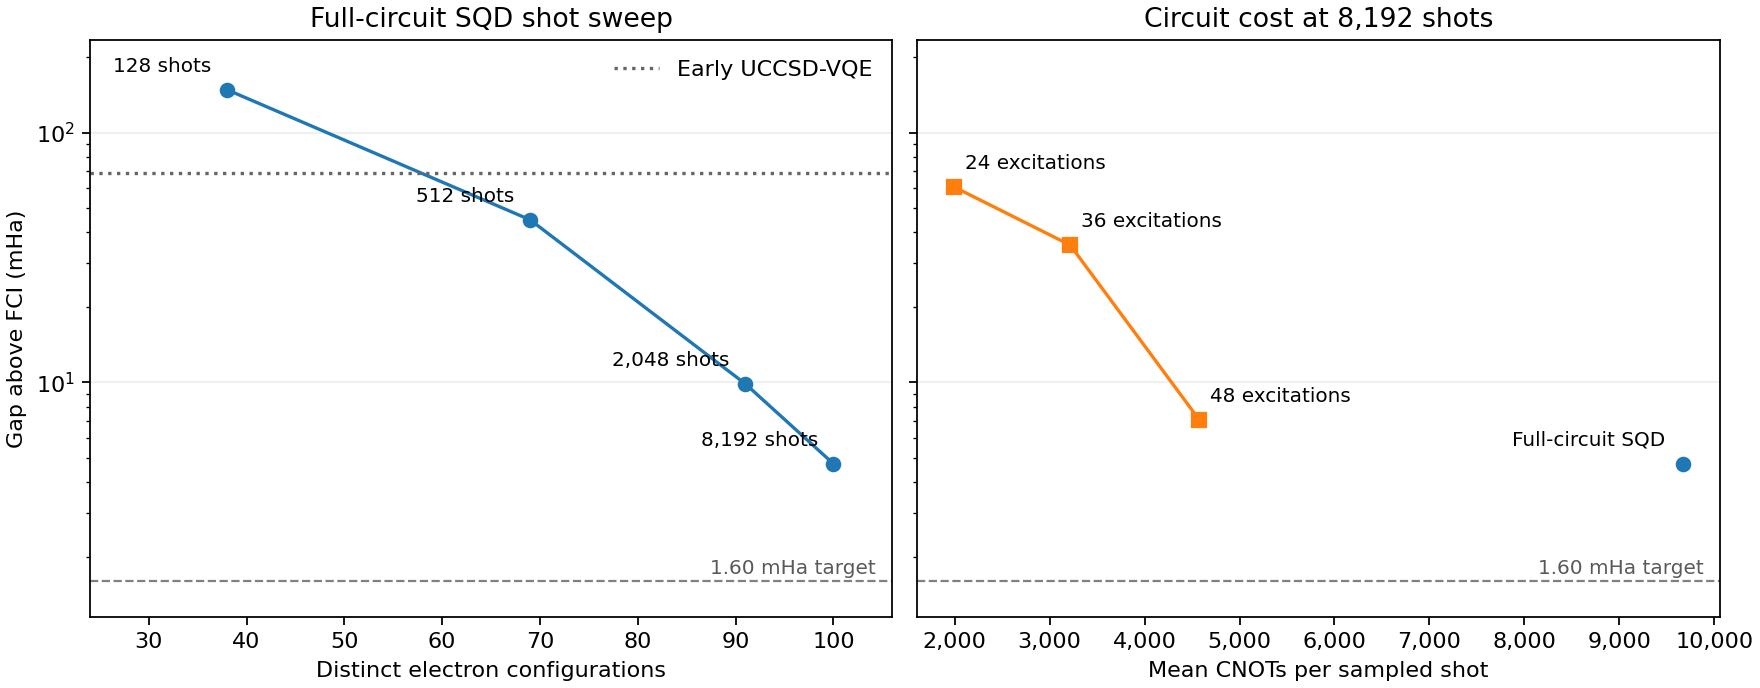 Full-circuit SQD shot sweep
128 shots
Early UCCSD-VQE
512 shots
2,048 shots
8,192 shots
1.60 mHa target
10²
10¹
Gap above FCI (mHa)
30 40 50 60 70 80 90 100
Distinct electron configurations
Circuit cost at 8,192 shots
24 excitations
36 excitations
48 excitations
Full-circuit SQD
1.60 mHa target
2,000 3,000 4,000 5,000 6,000 7,000 8,000 9,000 10,000
Mean CNOTs per sampled shot